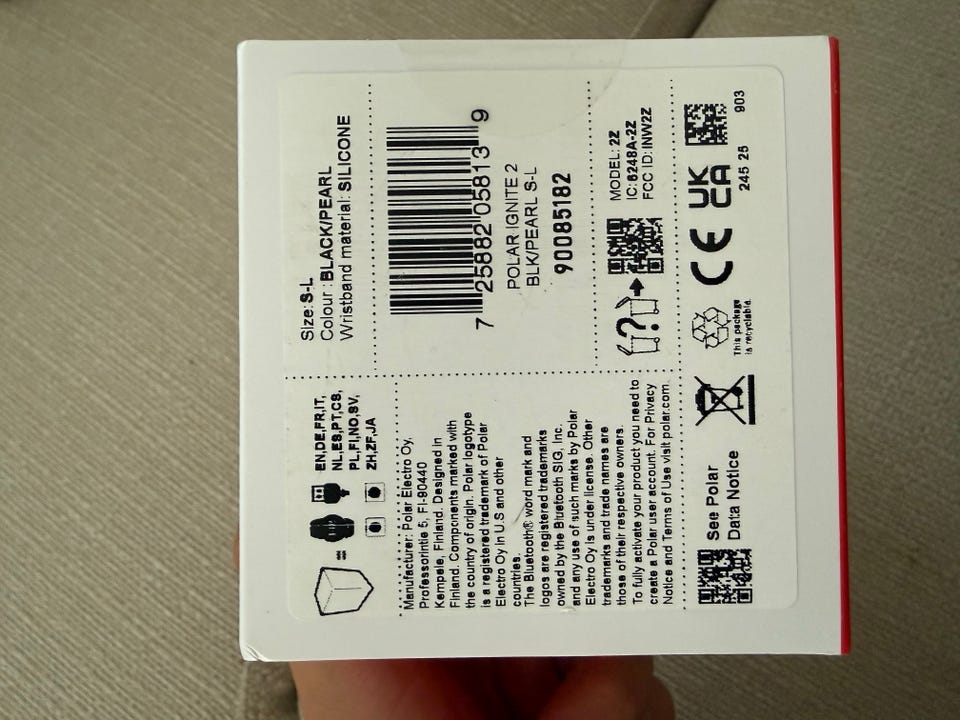 EN,DE,FR,IT,
NL,ES,PT,CS,
PL,FI,NO,SV,
ZH,ZF,JA
Manufacturer: Polar Electro Oy,
Professorintie 5, FI-90440
Kempele, Finland. Designed in
Finland. Components marked with
the country of origin. Polar logotype
is a registered trademark of Polar
Electro Oy in U.S and other
countries.
The Bluetooth® word mark and
logos are registered trademarks
owned by the Bluetooth SIG, Inc.
and any use of such marks by Polar
Electro Oy is under license. Other
trademarks and trade names are
those of their respective owners.
To fully activate your product you need to
create a Polar user account. For Privacy
Notice and Terms of Use visit polar.com.
Size: S-L
Colour : BLACK/PEARL
Wristband material: SILICONE
7 25882 05813 9
POLAR IGNITE 2
BLK/PEARL S-L
90085182
MODEL: 2Z
IC: 6248A-2Z
FCC ID: INW2Z
See Polar
Data Notice
This package
is recyclable.
CE
UK
CA
245 25
903